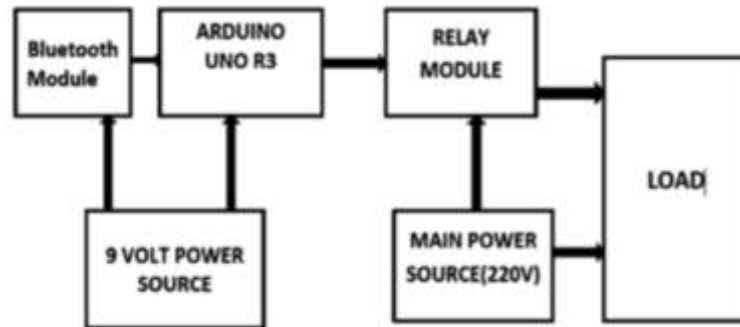 Bluetooth
Module
ARDUINO
UNO R3
RELAY
MODULE
LOAD
9 VOLT POWER
SOURCE
MAIN POWER
SOURCE(220V)